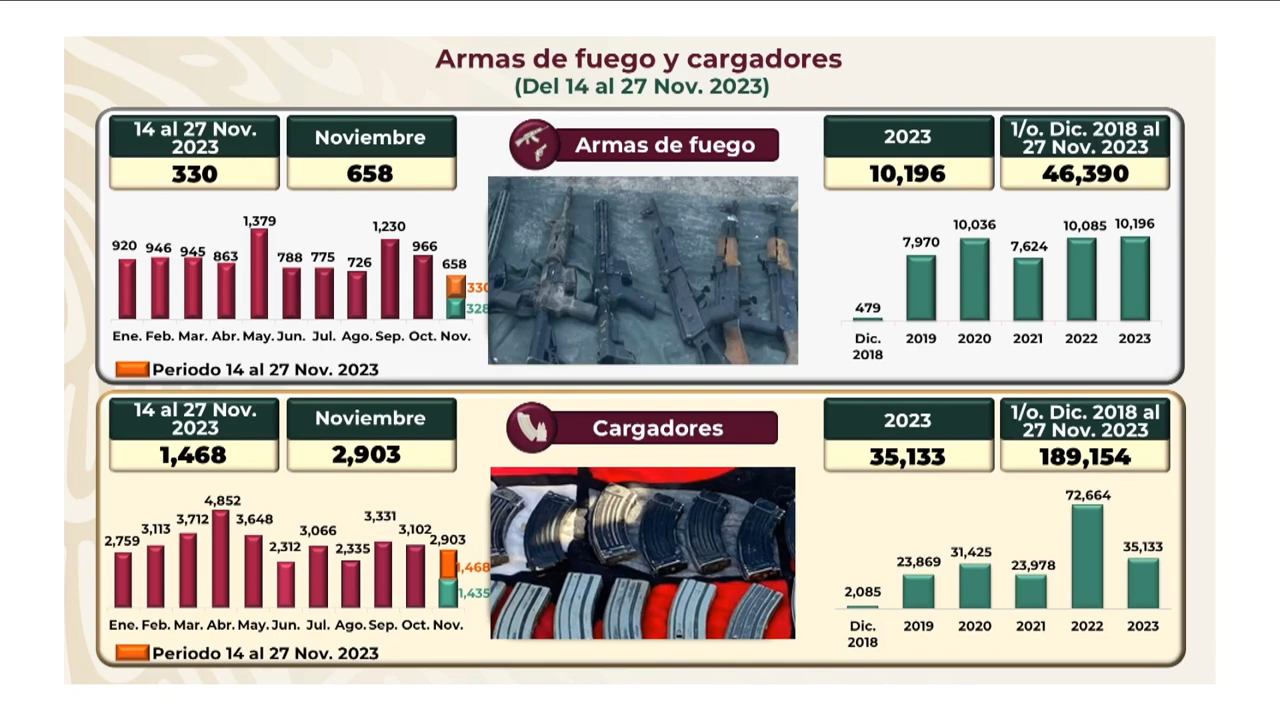 Armas de fuego y cargadores
(Del 14 al 27 Nov. 2023)
14 al 27 Nov.
2023
330
Noviembre
658
Armas de fuego
2023
10,196
1/o. Dic. 2018 al
27 Nov. 2023
46,390
920 946 945 863 1,379 788 775 726 1,230 966 658
330
328
Ene. Feb. Mar. Abr. May. Jun. Jul. Ago. Sep. Oct. Nov.
Periodo 14 al 27 Nov. 2023
479 7,970 10,036 7,624 10,085 10,196
Dic. 2019 2020 2021 2022 2023
2018
14 al 27 Nov.
2023
1,468
Noviembre
2,903
Cargadores
2023
35,133
1/o. Dic. 2018 al
27 Nov. 2023
189,154
2,759 3,113 3,712 4,852 3,648 2,312 3,066 2,335 3,331 3,102 2,903
1,468
1,435
Ene. Feb. Mar. Abr. May. Jun. Jul. Ago. Sep. Oct. Nov.
Periodo 14 al 27 Nov. 2023
2,085 23,869 31,425 23,978 72,664 35,133
Dic. 2019 2020 2021 2022 2023
2018